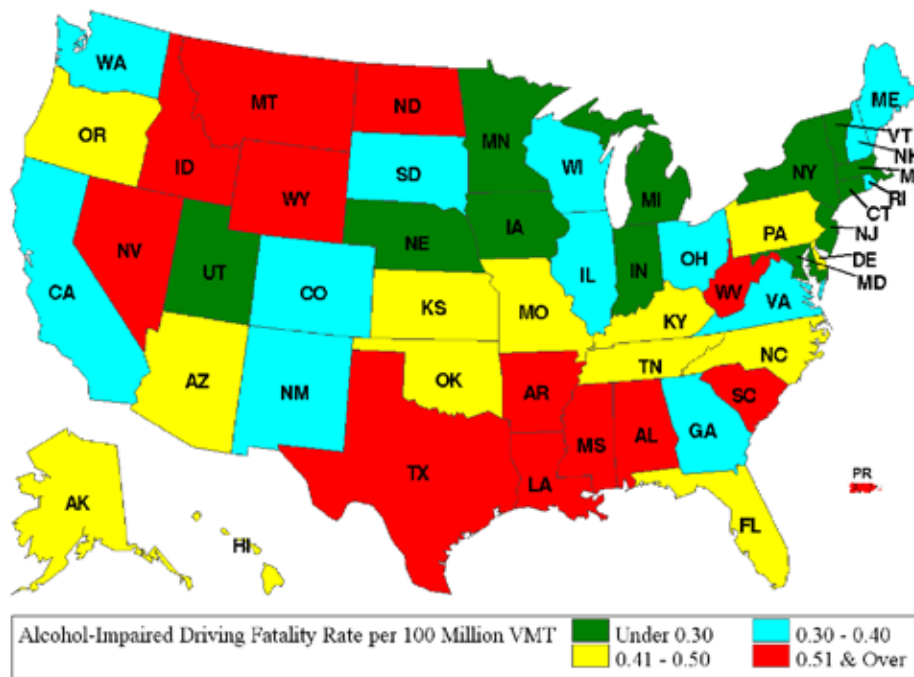 WA
MT
ND
ME
VT
NH
MN
OR
ID
SD
WI
NY
M
RI
WY
MI
CT
NJ
IA
NE
PA
NV
UT
IL
IN
OH
DE
MD
CA
CO
WV
VA
KS
MO
KY
NC
AZ
NM
OK
TN
AR
SC
MS
AL
GA
TX
LA
PR
AK
HI
FL
Alcohol-Impaired Driving Fatality Rate per 100 Million VMT
Under 0.30
0.30 - 0.40
0.41 - 0.50
0.51 & Over